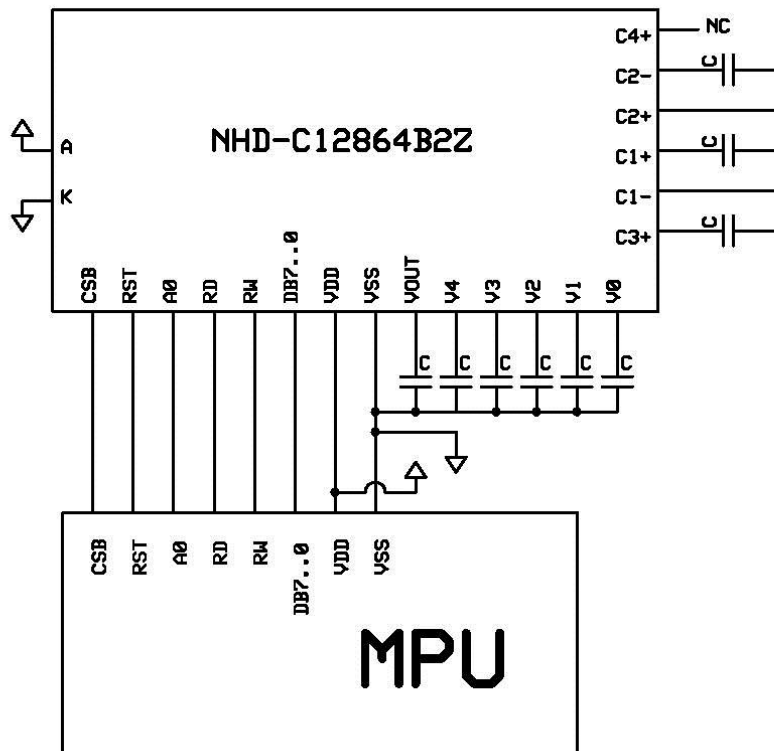 C4+ NC
C2- C
C2+
NHD-C12864B2Z
A
C1+ C
K
C1-
C3+ C
CSB RST A0 RD RW DB7..0 VDD VSS VOUT V4 V3 V2 V1 V0
C C C C C C
CSB RST A0 RD RW DB7..0 VDD VSS
MPU